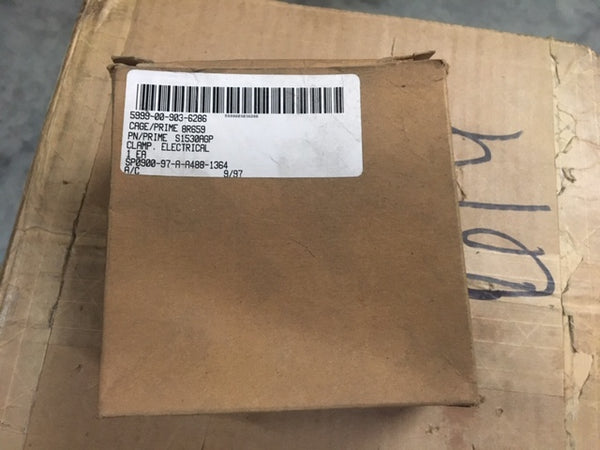 5999-00-903-6286
CAGE/PRIME 8R659
PN/PRIME S1530AGP
CLAMP. ELECTRICAL
1 EA
SP0900-97-A-A488-1364
A/C 9/97